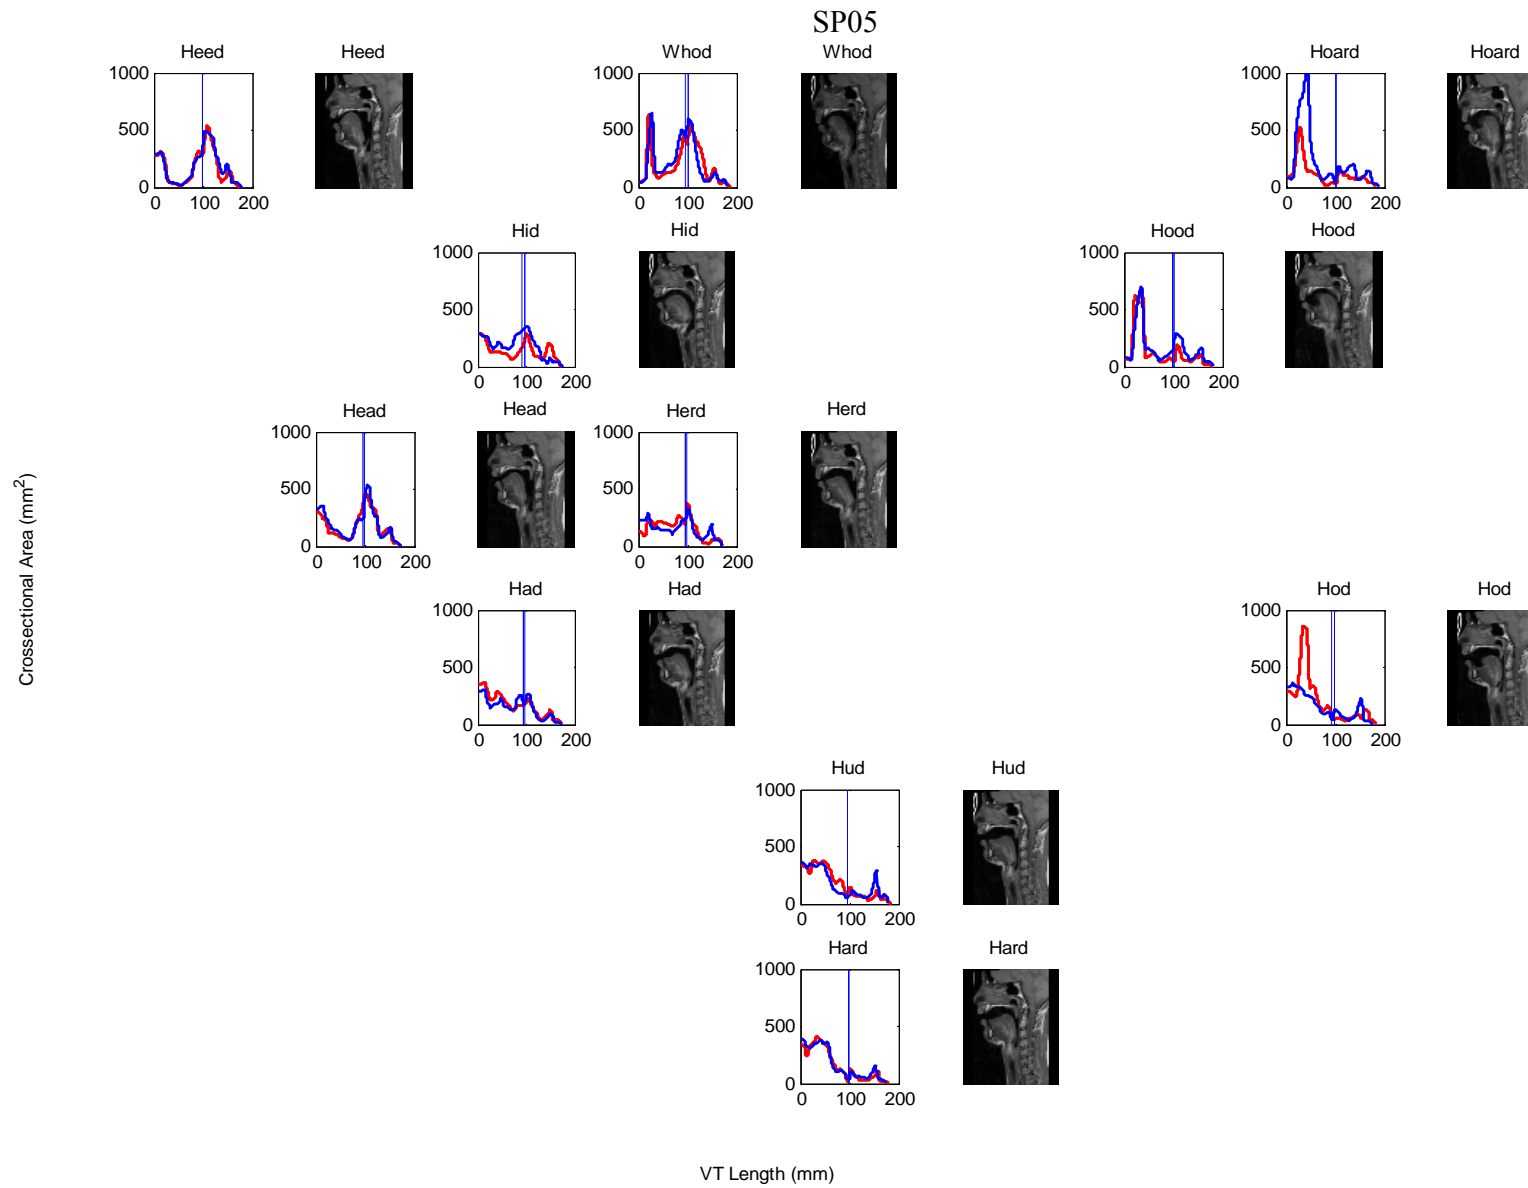 SP05
Heed Heed Whod Whod Hoard Hoard
1000 1000 1000
500 500 500
0 0 0
0 100 200 0 100 200 0 100 200
Hid Hid Hood Hood
1000 1000
500 500
0 0
0 100 200 0 100 200
Head Head Herd Herd
1000 1000
500 500
0 0
0 100 200 0 100 200
Crossectional Area (mm²)
Had Had Hod Hod
1000 1000
500 500
0 0
0 100 200 0 100 200
Hud Hud
1000
500
0
0 100 200
Hard Hard
1000
500
0
0 100 200
VT Length (mm)